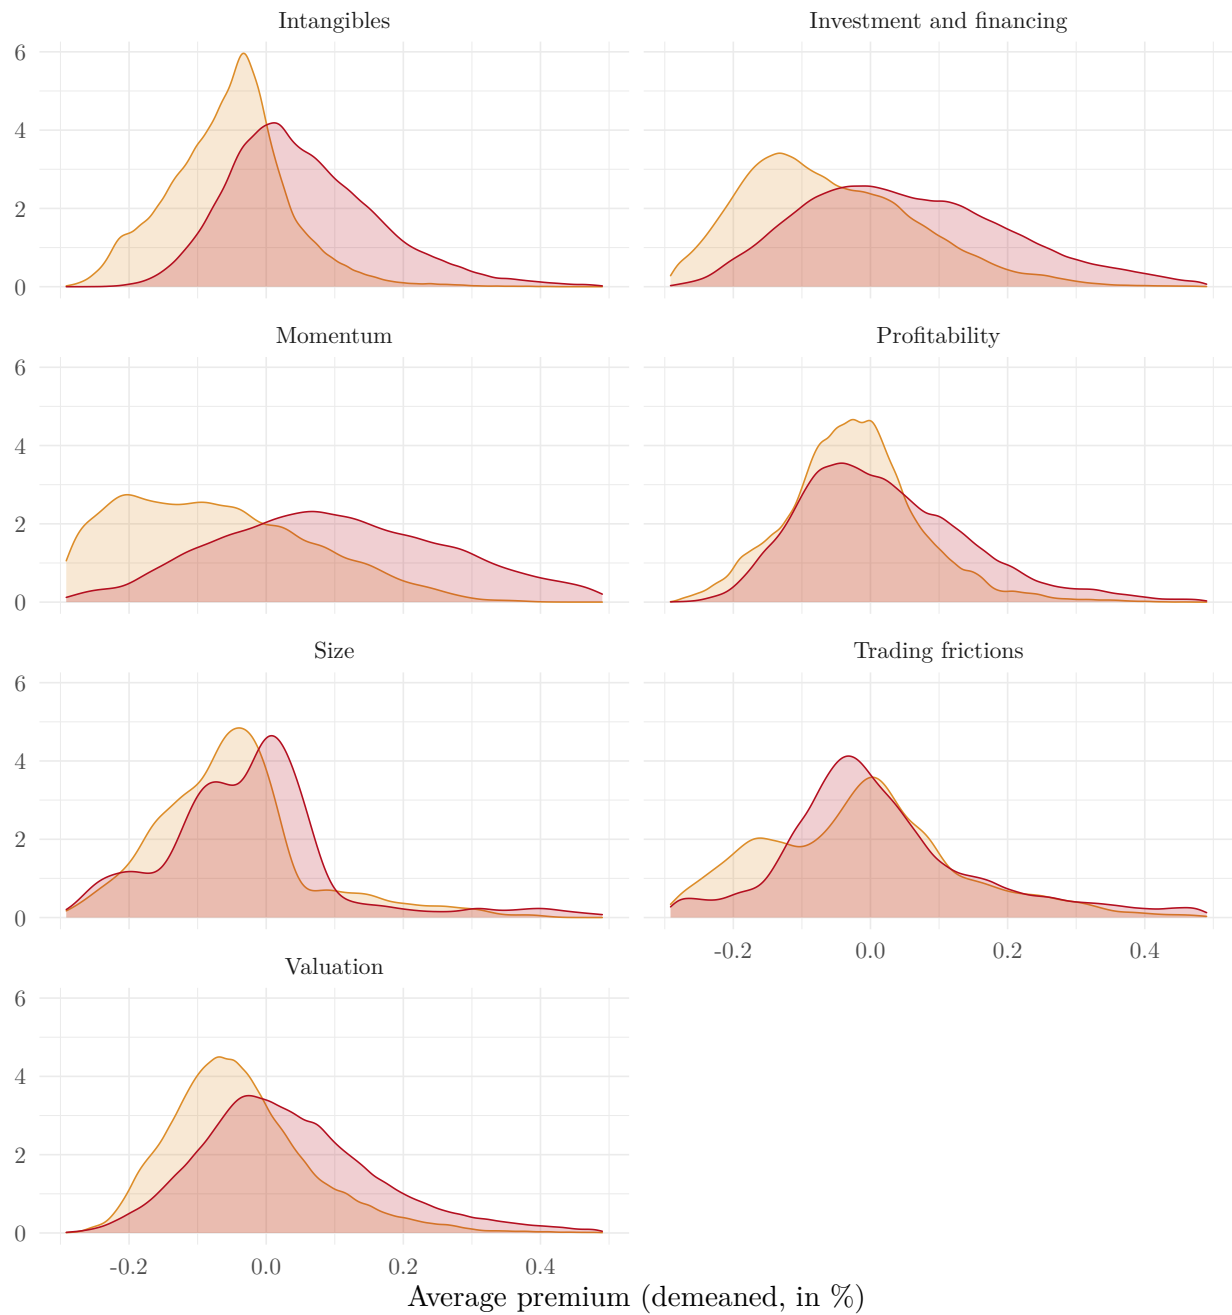 Intangibles
Investment and financing
6
4
2
0
Momentum
Profitability
6
4
2
0
Size
Trading frictions
6
4
2
0
-0.2 0.0 0.2 0.4
Valuation
6
4
2
0
-0.2 0.0 0.2 0.4
Average premium (demeaned, in %)